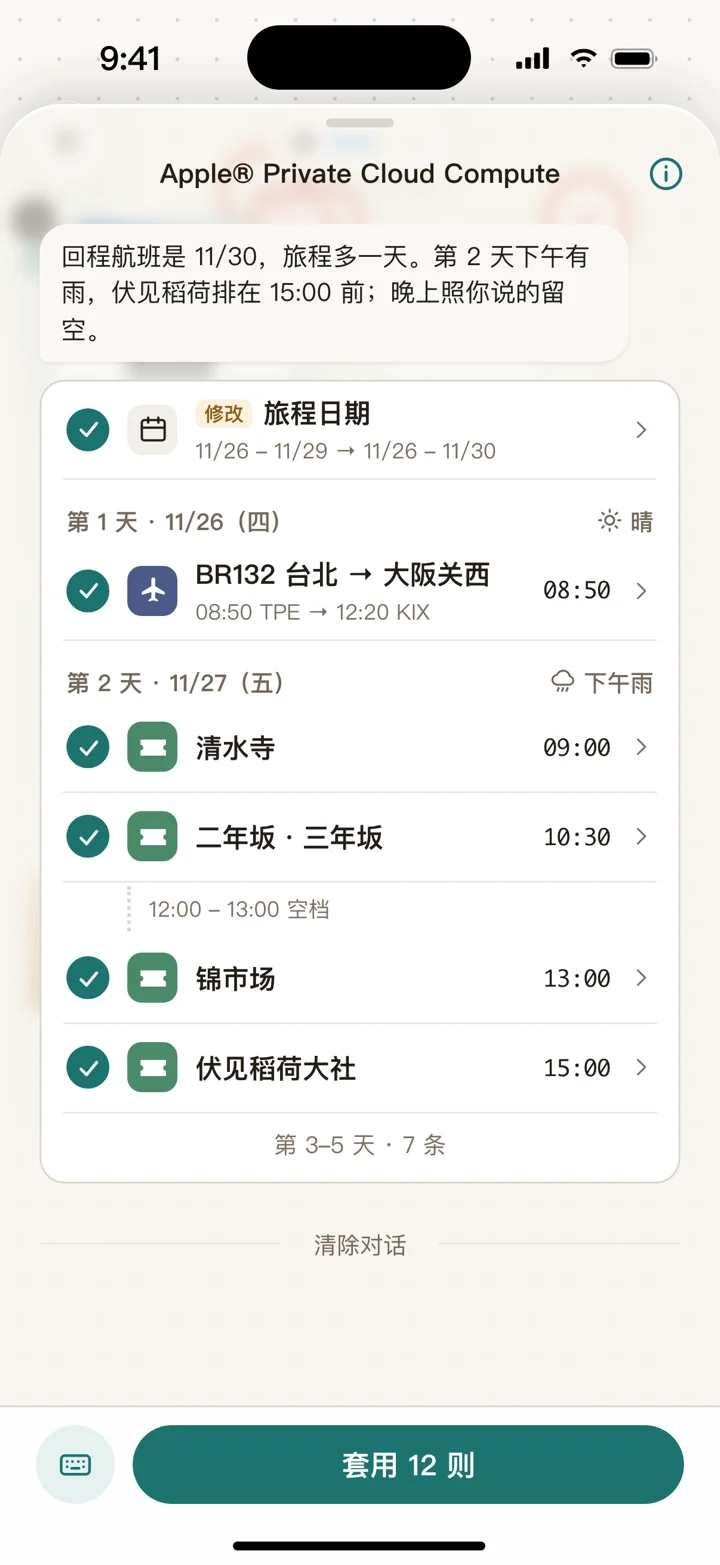 9:41
Apple® Private Cloud Compute
回程航班是 11/30，旅程多一天。第 2 天下午有
雨，伏见稻荷排在 15:00 前；晚上照你说的留
空。
修改 旅程日期
11/26 – 11/29 → 11/26 – 11/30
第 1 天 · 11/26（四） 晴
BR132 台北 → 大阪关西 08:50
08:50 TPE → 12:20 KIX
第 2 天 · 11/27（五） 下午雨
清水寺 09:00
二年坂 · 三年坂 10:30
12:00 – 13:00 空档
锦市场 13:00
伏见稻荷大社 15:00
第 3–5 天 · 7 条
清除对话
套用 12 则